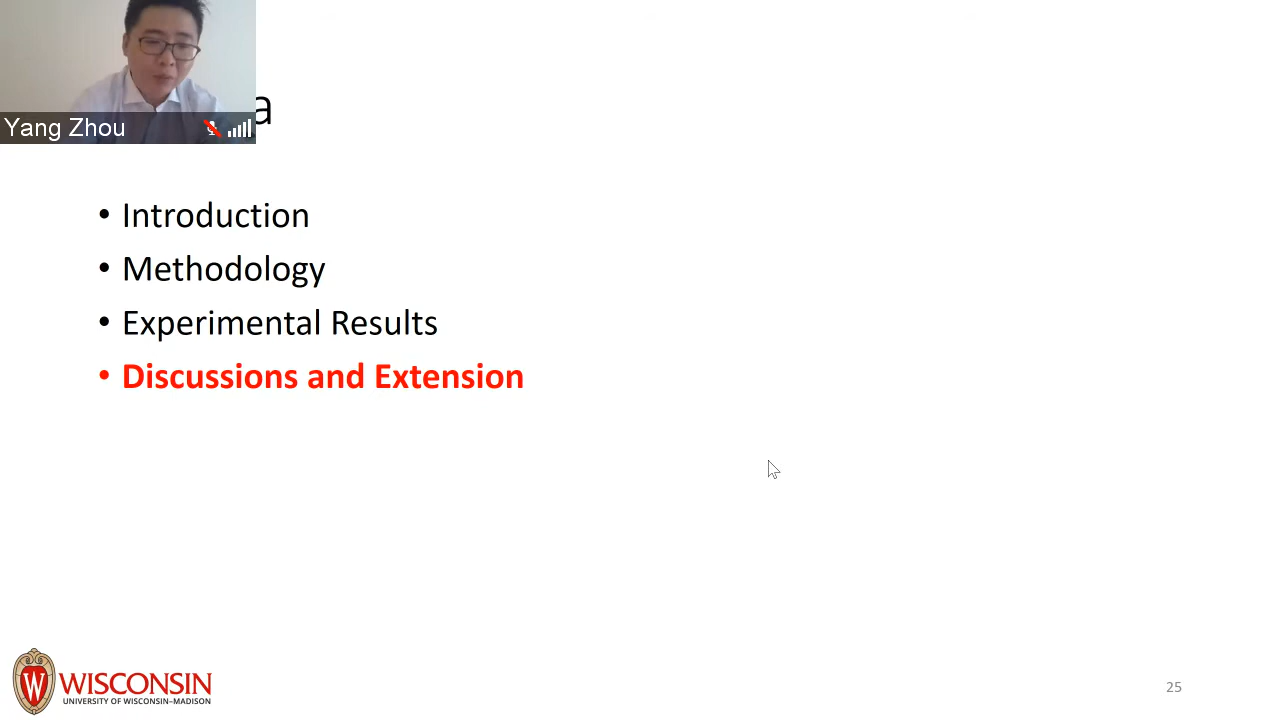 a
Yang Zhou
• Introduction
• Methodology
• Experimental Results
• Discussions and Extension
W WISCONSIN
UNIVERSITY OF WISCONSIN–MADISON
25